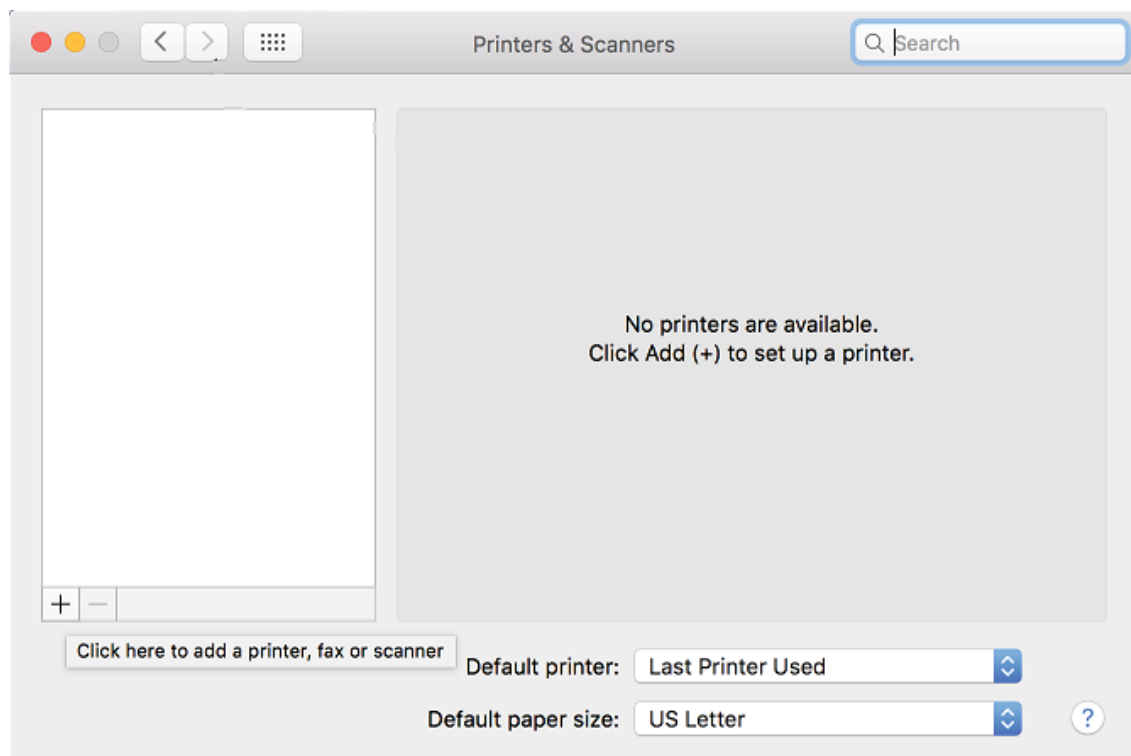 Printers & Scanners
Search
No printers are available.
Click Add (+) to set up a printer.
+ −
Click here to add a printer, fax or scanner
Default printer: Last Printer Used
Default paper size: US Letter
?